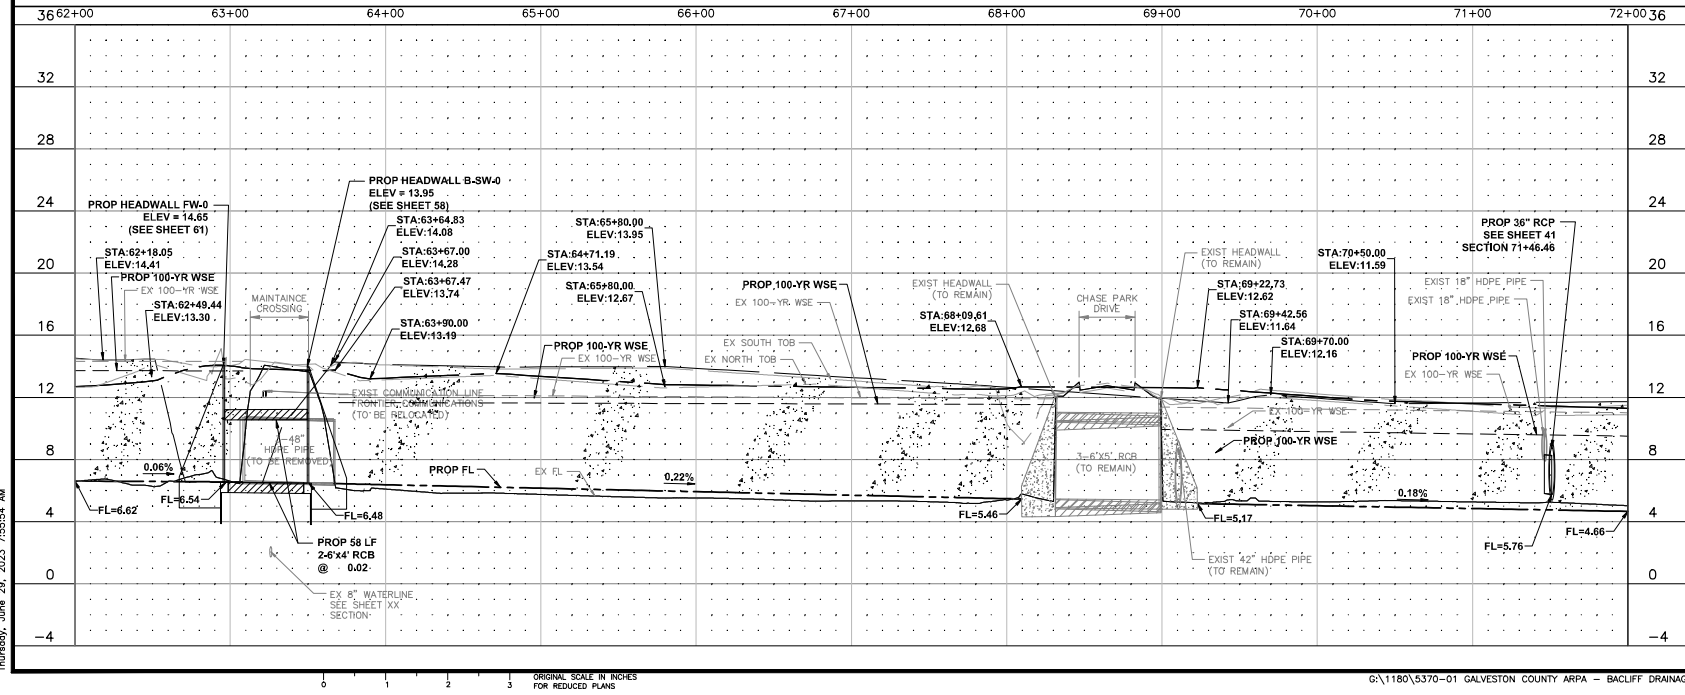 36 62+00 63+00 64+00 65+00 66+00 67+00 68+00 69+00 70+00 71+00 72+00 36
32 32
28 28
24 24
20 20
16 16
12 12
8 8
4 4
0 0
-4 -4
PROP HEADWALL FW-0
ELEV = 14.65
(SEE SHEET 61)
STA:62+18.05
ELEV:14.41
PROP 100-YR WSE
EX 100-YR WSE
STA:62+49.44
ELEV:13.30
MAINTAINCE
CROSSING
PROP HEADWALL B-SW-0
ELEV = 13.95
(SEE SHEET 58)
STA:63+64.83
ELEV:14.08
STA:63+67.00
ELEV:14.28
STA:63+67.47
ELEV:13.74
STA:63+90.00
ELEV:13.19
STA:64+71.19
ELEV:13.54
STA:65+80.00
ELEV:13.95
STA:65+80.00
ELEV:12.67
PROP 100-YR WSE
EX 100-YR WSE
PROP 100-YR WSE
EX 100-YR WSE
EX SOUTH TOB
EX NORTH TOB
EXIST COMMUNICATION LINE
FRONTIER COMMUNICATIONS
(TO BE RELOCATED)
48"
HDPE PIPE
(TO BE REMOVED)
EXIST HEADWALL
(TO REMAIN)
STA:68+09.61
ELEV:12.68
CHASE PARK
DRIVE
EXIST HEADWALL
(TO REMAIN)
STA:69+22.73
ELEV:12.62
STA:69+42.56
ELEV:11.64
STA:69+70.00
ELEV:12.16
STA:70+50.00
ELEV:11.59
PROP 36" RCP
SEE SHEET 41
SECTION 71+46.46
EXIST 18" HDPE PIPE
EXIST 18" HDPE PIPE
PROP 100-YR WSE
EX 100-YR WSE
EX 100-YR WSE
PROP 100-YR WSE
3-6'X5' RCB
(TO REMAIN)
0.06%
PROP FL
EX FL
0.22%
0.18%
FL=6.62
FL=6.54
FL=6.48
FL=5.46
FL=5.17
FL=5.76
FL=4.66
PROP 58 LF
2-6'x4' RCB
@ 0.02
EX 8" WATERLINE
SEE SHEET XX
SECTION
EXIST 42" HDPE PIPE
(TO REMAIN)
Thursday, June 29, 2023 7:55:54 AM
0 1 2 3
ORIGINAL SCALE IN INCHES
FOR REDUCED PLANS
G:\1180\5370-01 GALVESTON COUNTY ARPA - BACLIFF DRAINAG